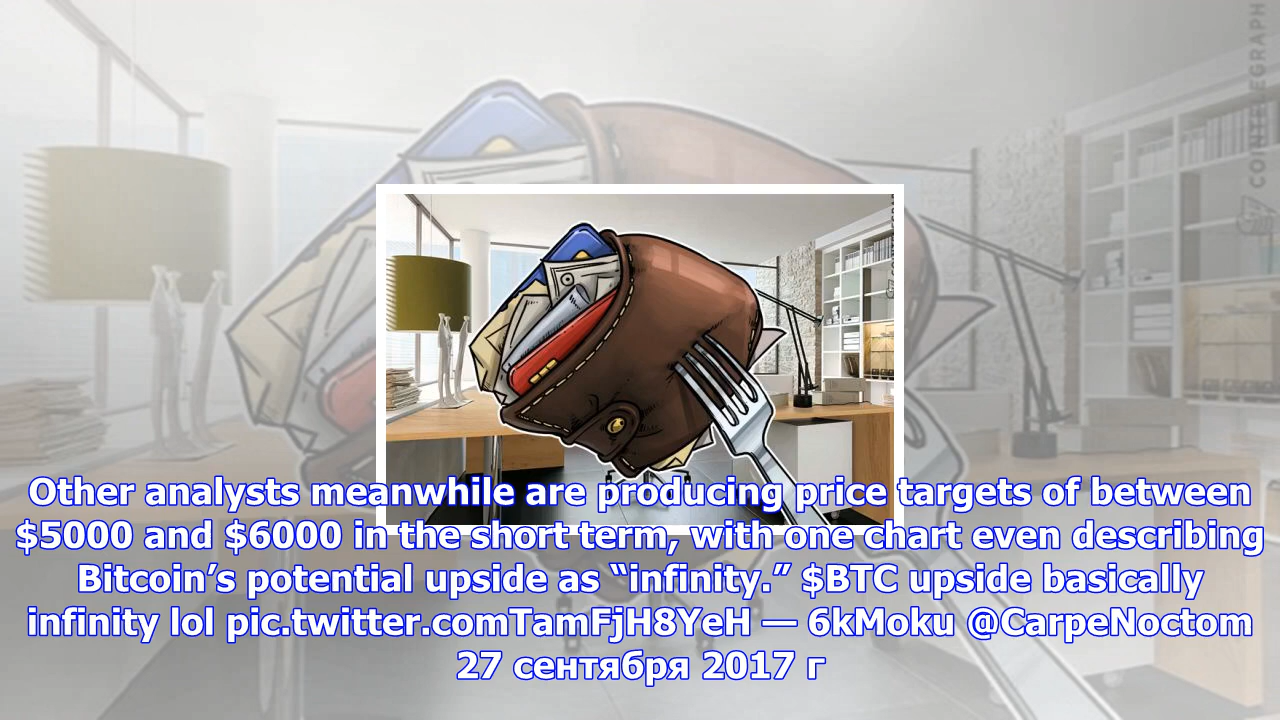 COINTELEGRAPH
Other analysts meanwhile are producing price targets of between
$5000 and $6000 in the short term, with one chart even describing
Bitcoin’s potential upside as “infinity.” $BTC upside basically
infinity lol pic.twitter.comTamFjH8YeH — 6kMoku @CarpeNoctom
27 сентября 2017 г